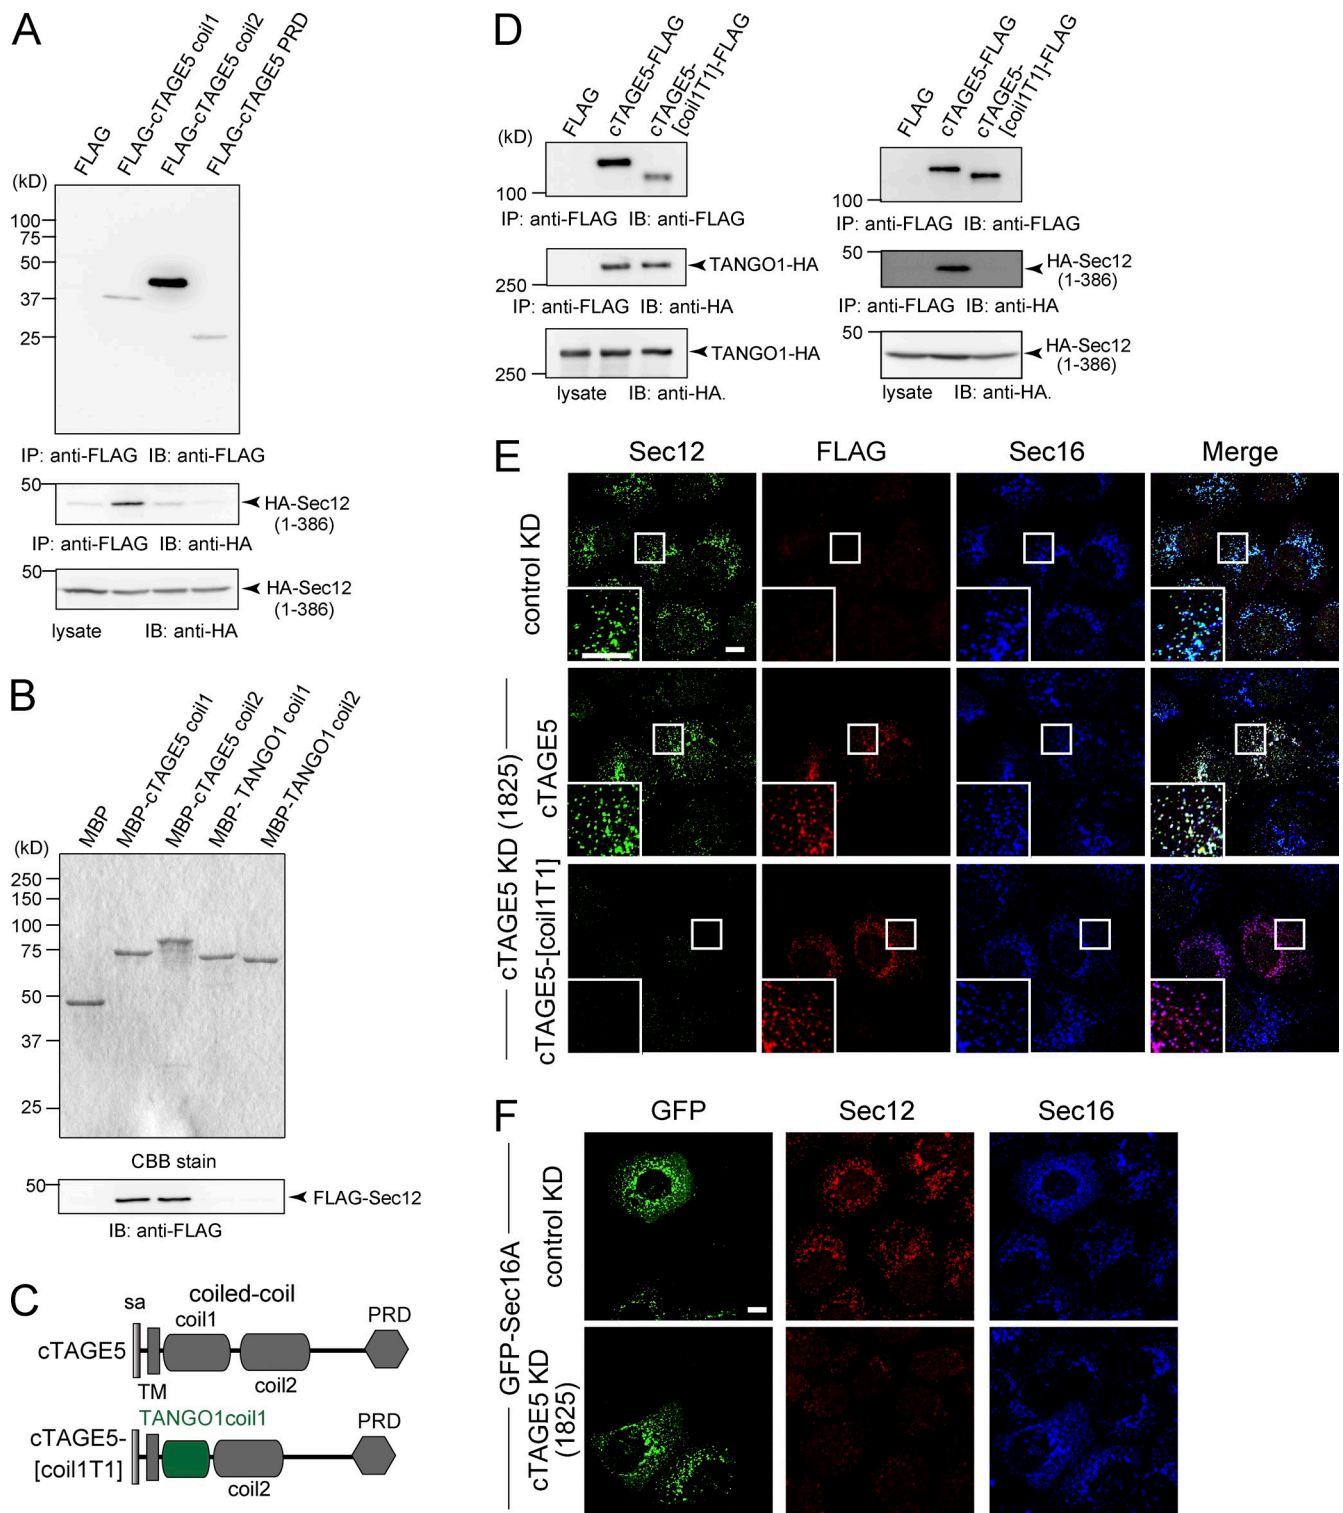 A
FLAG
FLAG-cTAGE5 coil1
FLAG-cTAGE5 coil2
FLAG-cTAGE5 PRD
(kD)
100
75
50
37
25
IP: anti-FLAG IB: anti-FLAG
50
HA-Sec12
(1-386)
IP: anti-FLAG IB: anti-HA
50
HA-Sec12
(1-386)
lysate IB: anti-HA
B
MBP
MBP-cTAGE5 coil1
MBP-cTAGE5 coil2
MBP- TANGO1 coil1
MBP-TANGO1coil2
(kD)
250
150
100
75
50
37
25
CBB stain
50
FLAG-Sec12
IB: anti-FLAG
C
coiled-coil
sa
coil1
PRD
cTAGE5
TM
coil2
TANGO1coil1
PRD
cTAGE5-
[coil1T1]
coil2
D
FLAG
cTAGE5-FLAG
cTAGE5-
[coil1T1]-FLAG
(kD)
100
IP: anti-FLAG IB: anti-FLAG
TANGO1-HA
250
IP: anti-FLAG IB: anti-HA
TANGO1-HA
250
lysate IB: anti-HA.
FLAG
cTAGE5-FLAG
cTAGE5-
[coil1T1]-FLAG
100
IP: anti-FLAG IB: anti-FLAG
50
HA-Sec12
(1-386)
IP: anti-FLAG IB: anti-HA
50
HA-Sec12
(1-386)
lysate IB: anti-HA.
E
Sec12 FLAG Sec16 Merge
control KD
cTAGE5 KD (1825)
cTAGE5
cTAGE5-[coil1T1]
F
GFP Sec12 Sec16
GFP-Sec16A
control KD
cTAGE5 KD
(1825)